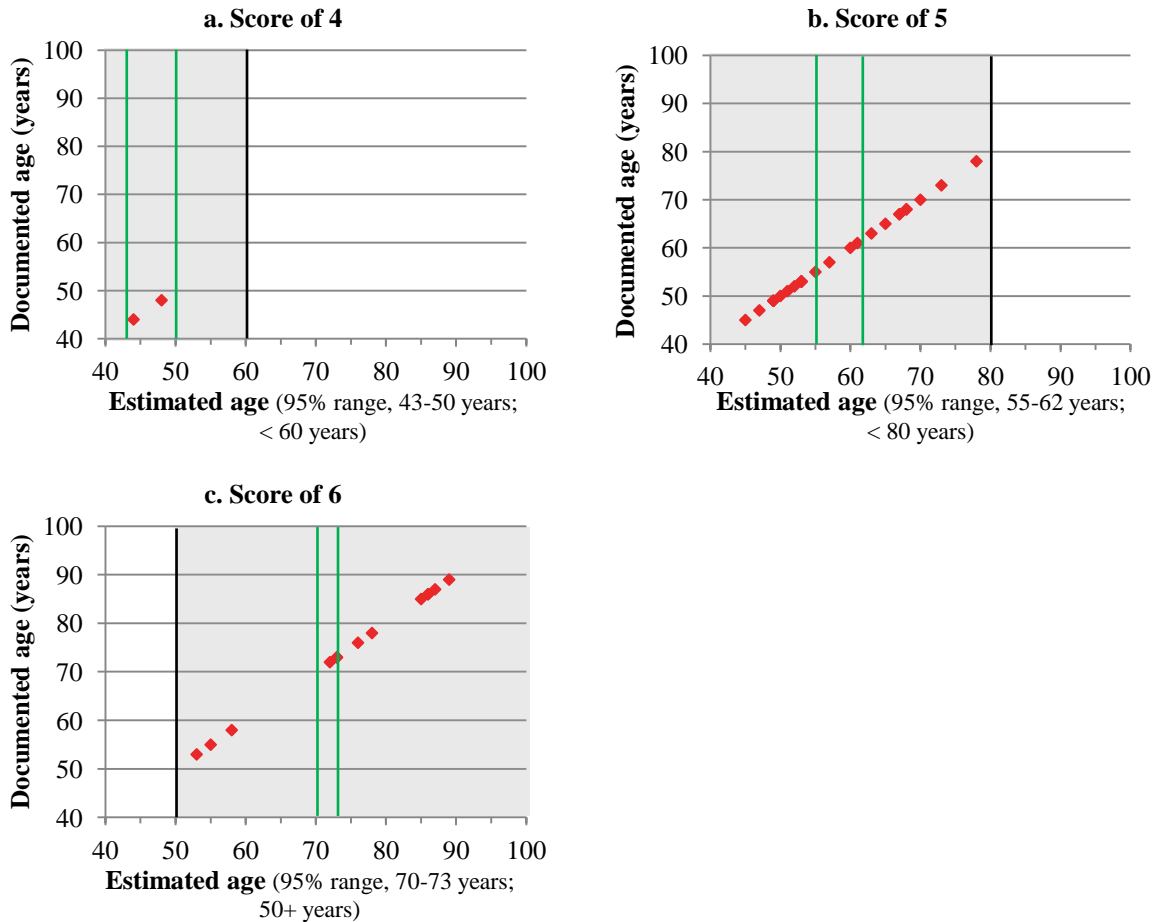 a. Score of 4
Documented age (years)
100
90
80
70
60
50
40
40 50 60 70 80 90 100
Estimated age (95% range, 43-50 years;
< 60 years)
b. Score of 5
Documented age (years)
100
90
80
70
60
50
40
40 50 60 70 80 90 100
Estimated age (95% range, 55-62 years;
< 80 years)
c. Score of 6
Documented age (years)
100
90
80
70
60
50
40
40 50 60 70 80 90 100
Estimated age (95% range, 70-73 years;
50+ years)